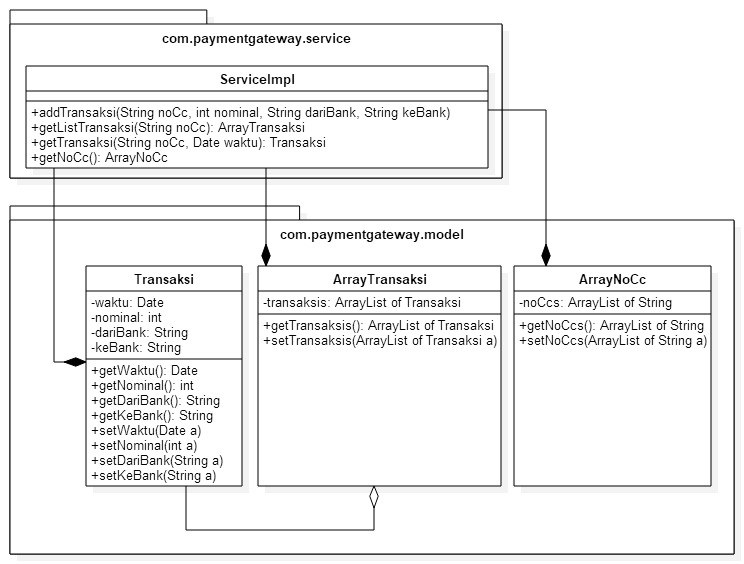 com.paymentgateway.service
ServiceImpl
+addTransaksi(String noCc, int nominal, String dariBank, String keBank)
+getListTransaksi(String noCc): ArrayTransaksi
+getTransaksi(String noCc, Date waktu): Transaksi
+getNoCc(): ArrayNoCc
com.paymentgateway.model
Transaksi
-waktu: Date
-nominal: int
-dariBank: String
-keBank: String
+getWaktu(): Date
+getNominal(): int
+getDariBank(): String
+getKeBank(): String
+setWaktu(Date a)
+setNominal(int a)
+setDariBank(String a)
+setKeBank(String a)
ArrayTransaksi
-transaksis: ArrayList of Transaksi
+getTransaksis(): ArrayList of Transaksi
+setTransaksis(ArrayList of Transaksi a)
ArrayNoCc
-noCcs: ArrayList of String
+getNoCcs(): ArrayList of String
+setNoCcs(ArrayList of String a)